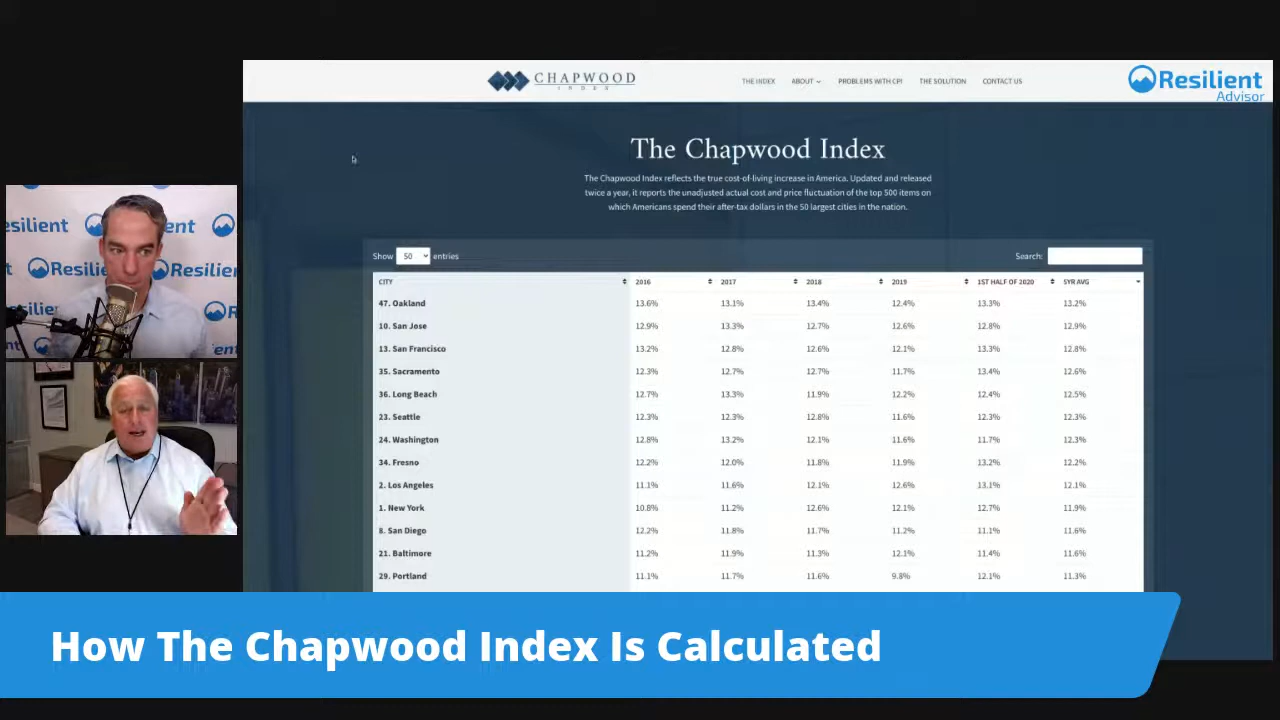 CHAPWOOD
INDEX
THE INDEX ABOUT PROBLEMS WITH CPI THE SOLUTION CONTACT US
Resilient
Advisor
The Chapwood Index
The Chapwood Index reflects the true cost-of-living increase in America. Updated and released
twice a year, it reports the unadjusted actual cost and price fluctuation of the top 500 items on
which Americans spend their after-tax dollars in the 50 largest cities in the nation.
Show 50 entries Search:
CITY 2016 2017 2018 2019 1ST HALF OF 2020 5YR AVG
47. Oakland 13.6% 13.1% 13.4% 12.4% 13.3% 13.2%
10. San Jose 12.9% 13.3% 12.7% 12.6% 12.8% 12.9%
13. San Francisco 13.2% 12.8% 12.6% 12.1% 13.3% 12.8%
35. Sacramento 12.3% 12.7% 12.7% 11.7% 13.4% 12.6%
36. Long Beach 12.7% 13.3% 11.9% 12.2% 12.4% 12.5%
23. Seattle 12.3% 12.3% 12.8% 11.6% 12.3% 12.3%
24. Washington 12.8% 13.2% 12.1% 11.6% 11.7% 12.3%
34. Fresno 12.2% 12.0% 11.8% 11.9% 13.2% 12.2%
2. Los Angeles 11.1% 11.6% 12.1% 12.6% 13.1% 12.1%
1. New York 10.8% 11.2% 12.6% 12.1% 12.7% 11.9%
8. San Diego 12.2% 11.8% 11.7% 11.2% 11.1% 11.6%
21. Baltimore 11.2% 11.9% 11.3% 12.1% 11.4% 11.6%
29. Portland 11.1% 11.7% 11.6% 9.8% 12.1% 11.3%
esilient
Resilie
Resilient
How The Chapwood Index Is Calculated